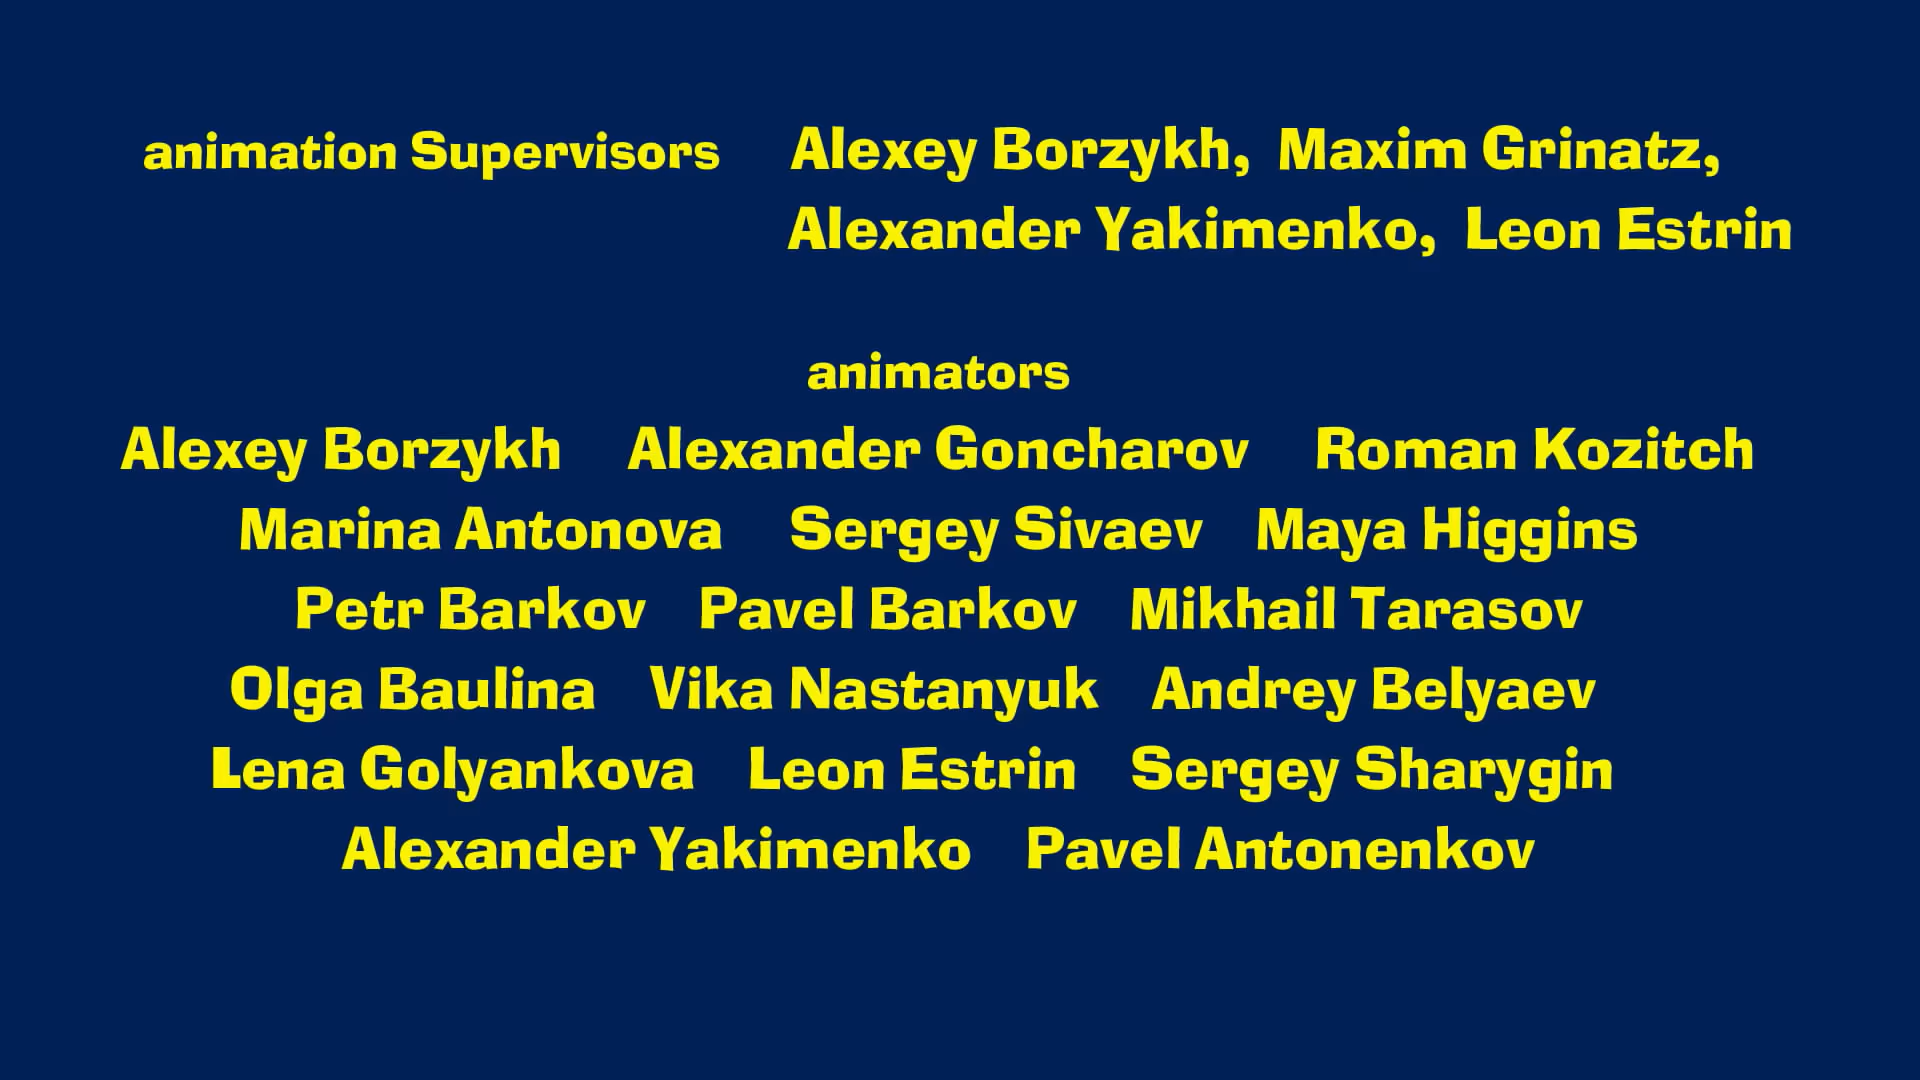 animation Supervisors Alexey Borzykh, Maxim Grinatz,
Alexander Yakimenko, Leon Estrin
animators
Alexey Borzykh Alexander Goncharov Roman Kozitch
Marina Antonova Sergey Sivaev Maya Higgins
Petr Barkov Pavel Barkov Mikhail Tarasov
Olga Baulina Vika Nastanyuk Andrey Belyaev
Lena Golyankova Leon Estrin Sergey Sharygin
Alexander Yakimenko Pavel Antonenkov